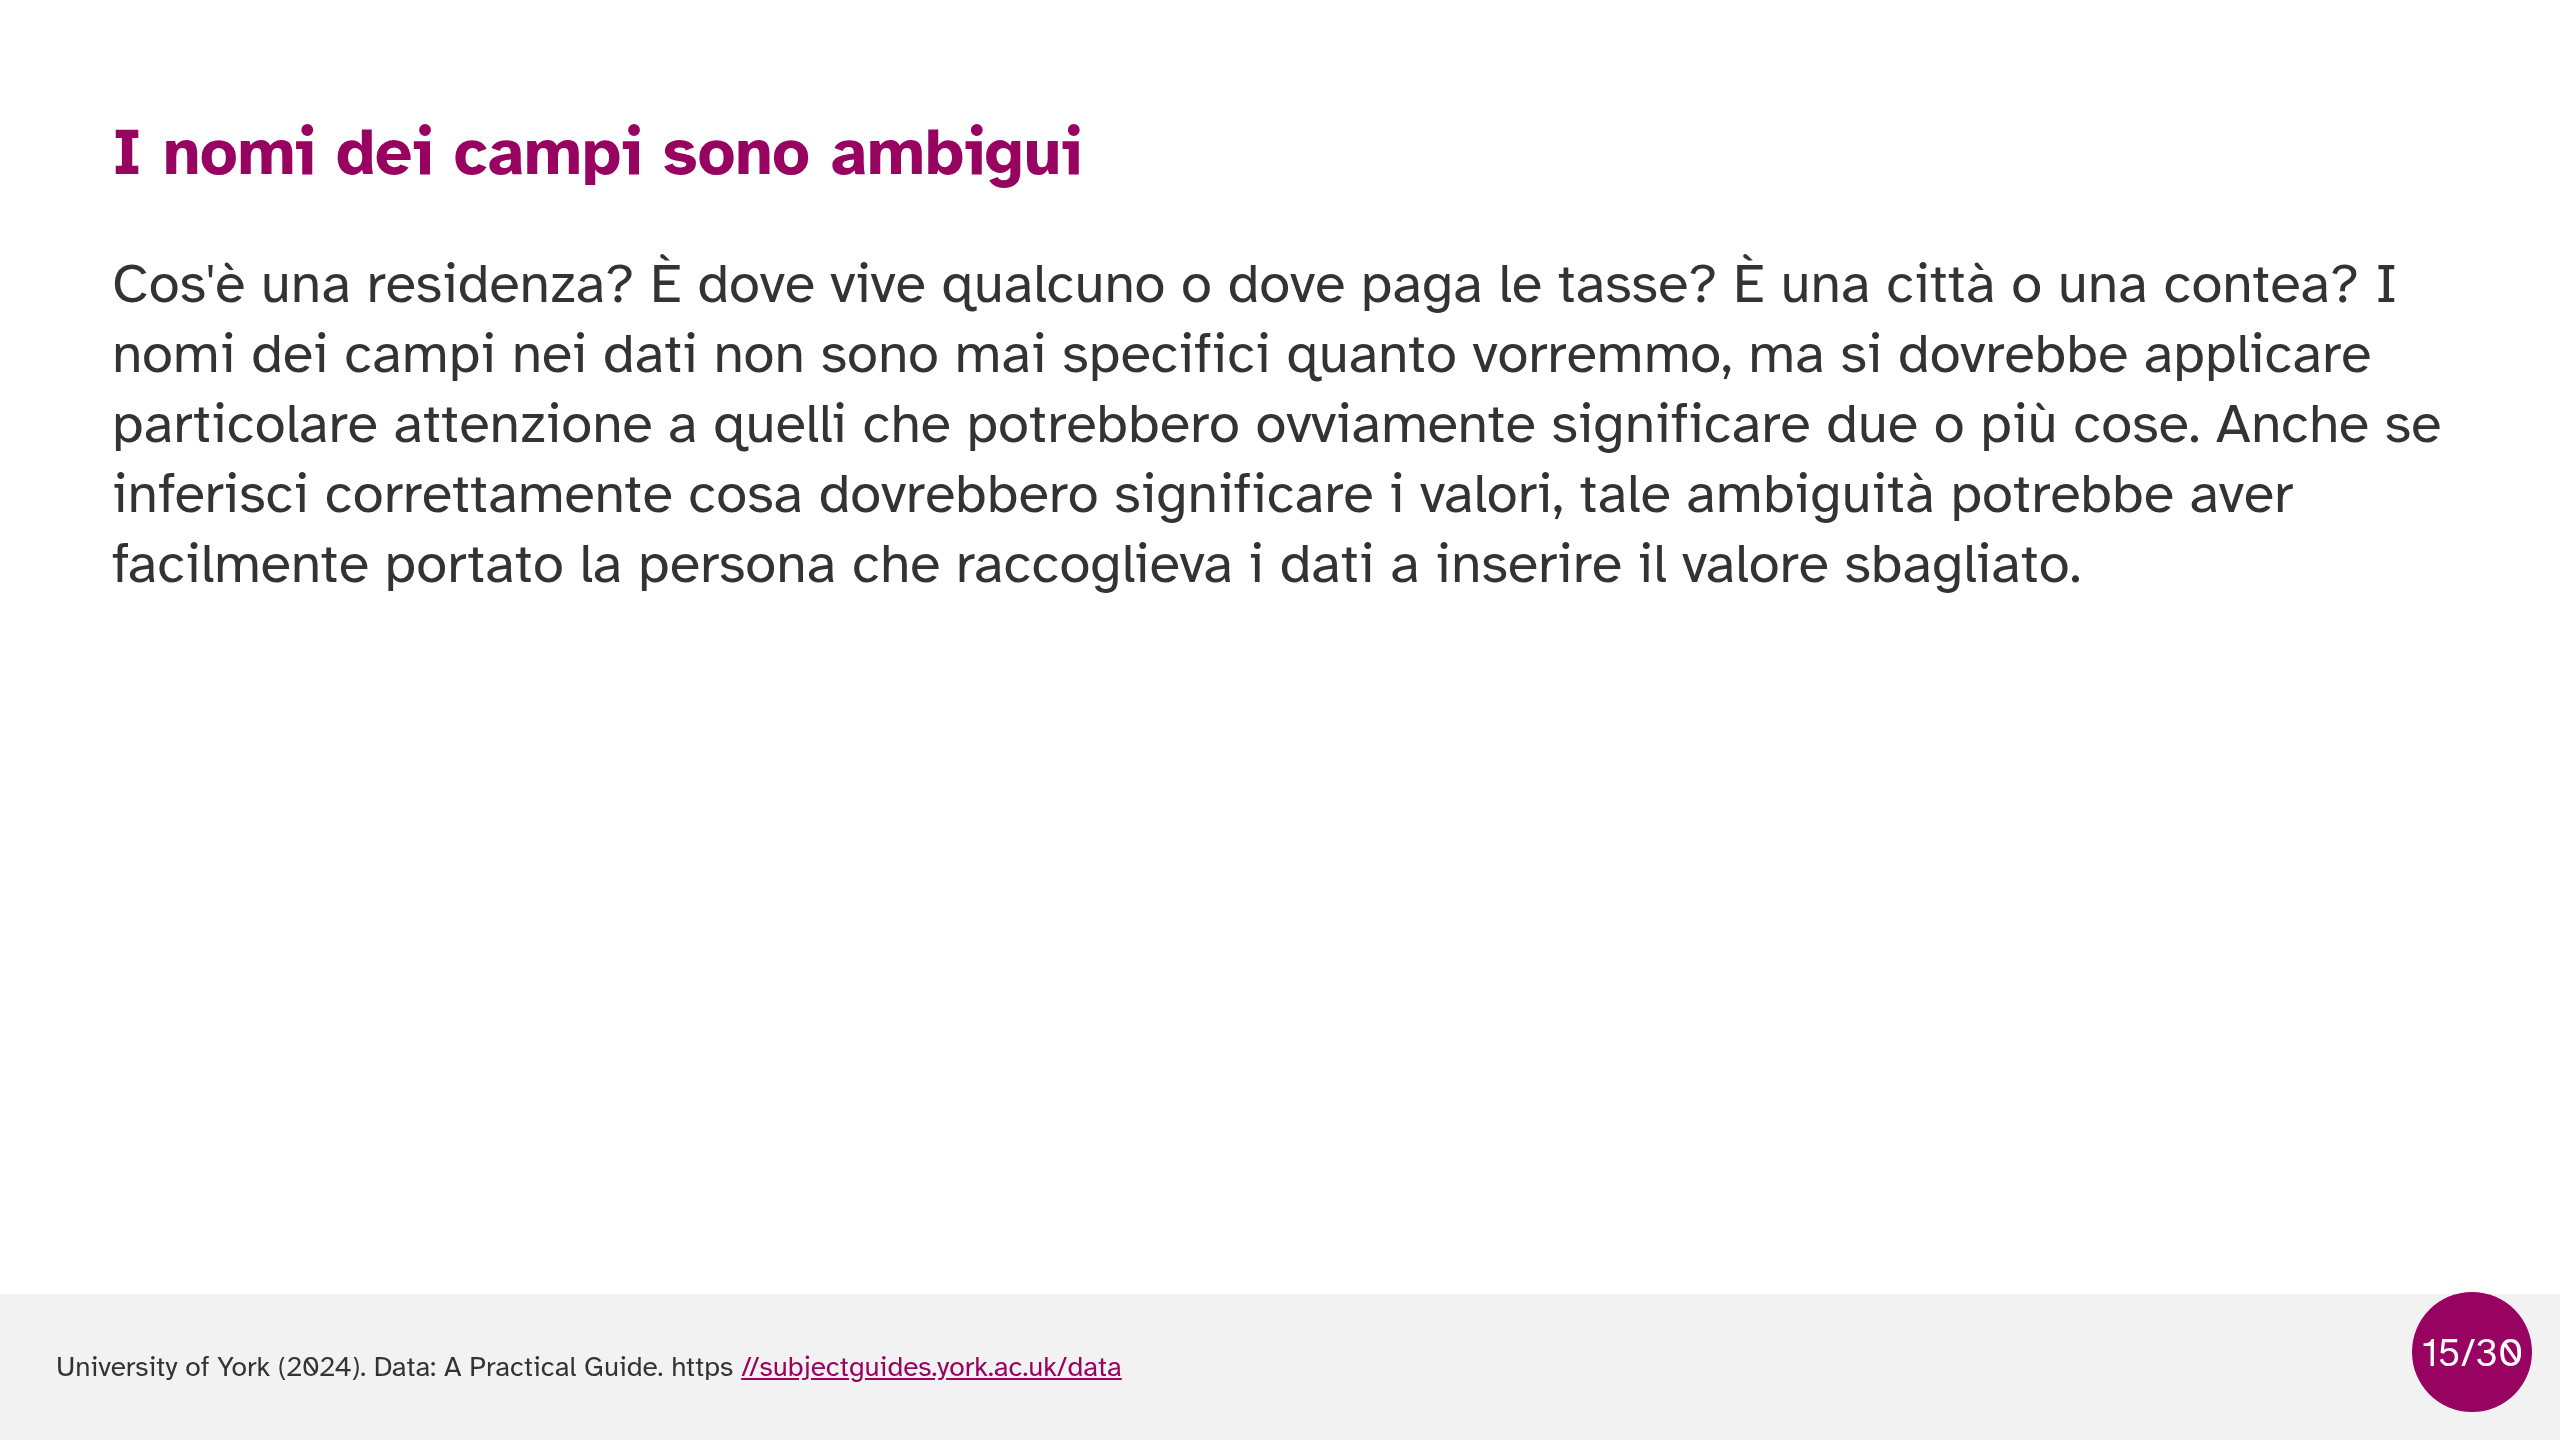 I nomi dei campi sono ambigui
Cos'è una residenza? È dove vive qualcuno o dove paga le tasse? È una città o una contea? I
nomi dei campi nei dati non sono mai specifici quanto vorremmo, ma si dovrebbe applicare
particolare attenzione a quelli che potrebbero ovviamente significare due o più cose. Anche se
inferisci correttamente cosa dovrebbero significare i valori, tale ambiguità potrebbe aver
facilmente portato la persona che raccoglieva i dati a inserire il valore sbagliato.
University of York (2024). Data: A Practical Guide. https //subjectguides.york.ac.uk/data
15/30